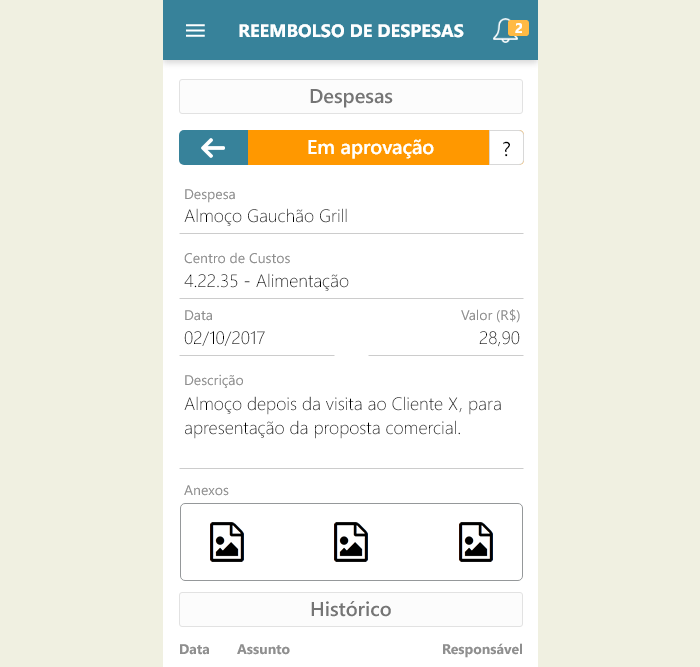 REEMBOLSO DE DESPESAS
2
Despesas
Em aprovação
?
Despesa
Almoço Gauchão Grill
Centro de Custos
4.22.35 - Alimentação
Data Valor (R$)
02/10/2017 28,90
Descrição
Almoço depois da visita ao Cliente X, para
apresentação da proposta comercial.
Anexos
Histórico
Data Assunto Responsável